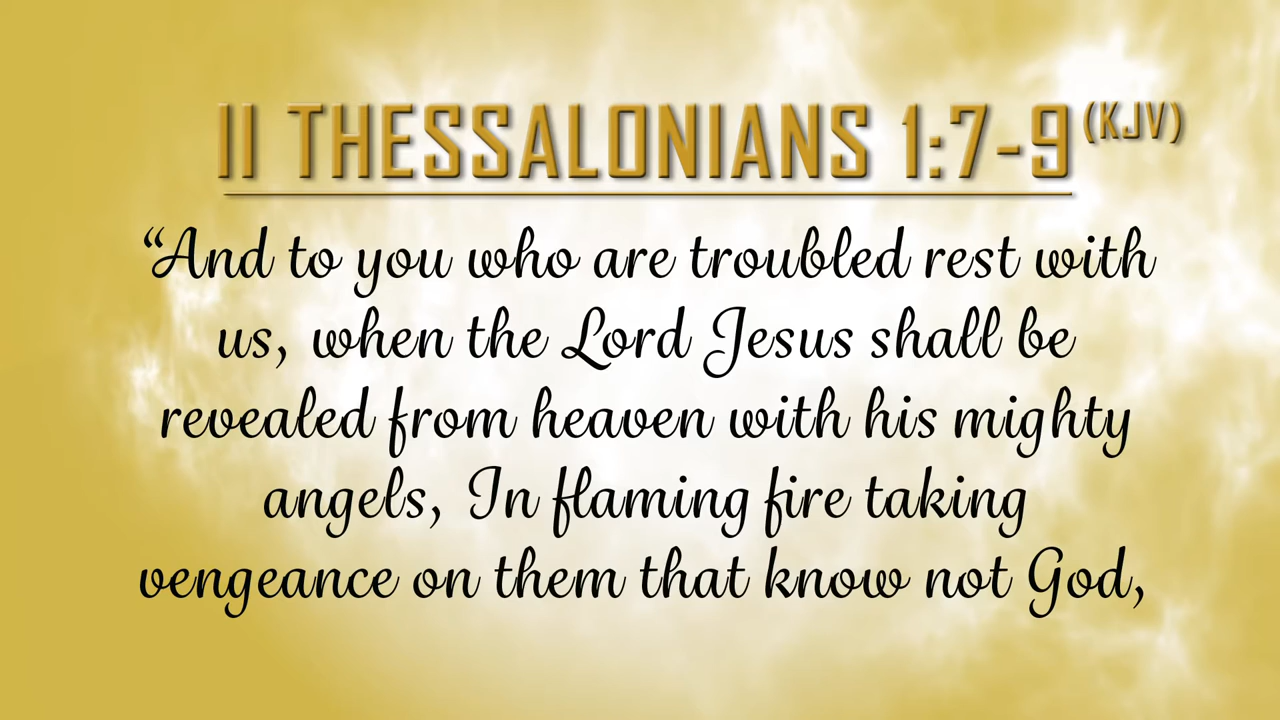 II THESSALONIANS 1:7-9 (KJV)
“And to you who are troubled rest with
us, when the Lord Jesus shall be
revealed from heaven with his mighty
angels, In flaming fire taking
vengeance on them that know not God,